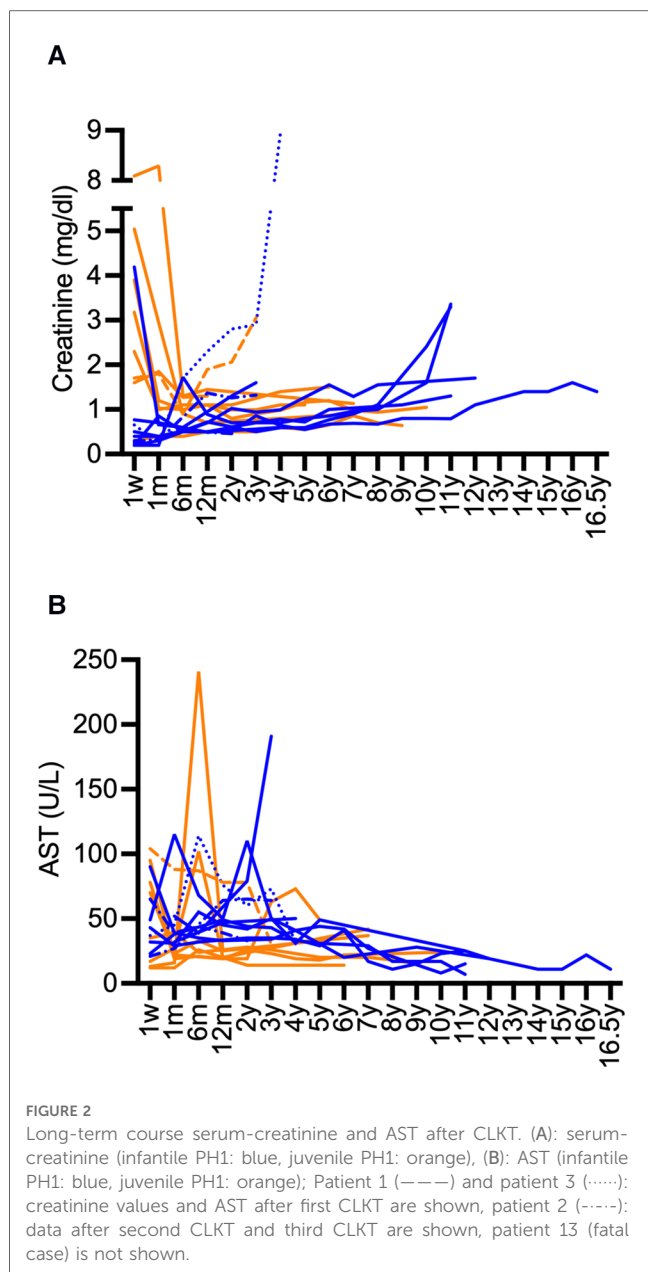 A
9
8
5
4
3
2
1
0
Creatinine (mg/dl)
1w 1m 6m 12m 2y 3y 4y 5y 6y 7y 8y 9y 10y 11y 12y 13y 14y 15y 16y 16.5y
B
250
200
150
100
50
0
AST (U/L)
1w 1m 6m 12m 2y 3y 4y 5y 6y 7y 8y 9y 10y 11y 12y 13y 14y 15y 16y 16.5y
FIGURE 2
Long-term course serum-creatinine and AST after CLKT. (A): serum-
creatinine (infantile PH1: blue, juvenile PH1: orange), (B): AST (infantile
PH1: blue, juvenile PH1: orange); Patient 1 (———) and patient 3 (······):
creatinine values and AST after first CLKT are shown, patient 2 (-·-·-):
data after second CLKT and third CLKT are shown, patient 13 (fatal
case) is not shown.